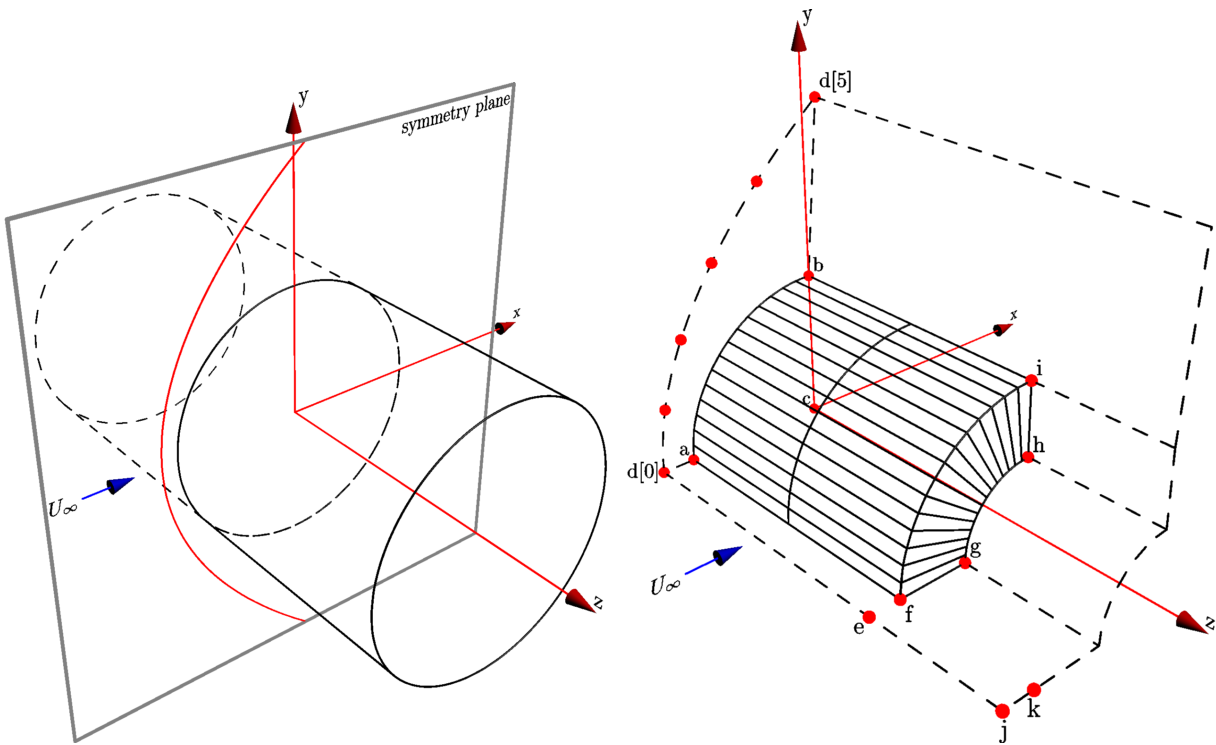 y
symmetry plane
x
U∞
z
y
d[5]
b
x
c
i
a
h
d[0]
g
U∞
f
e
z
k
j